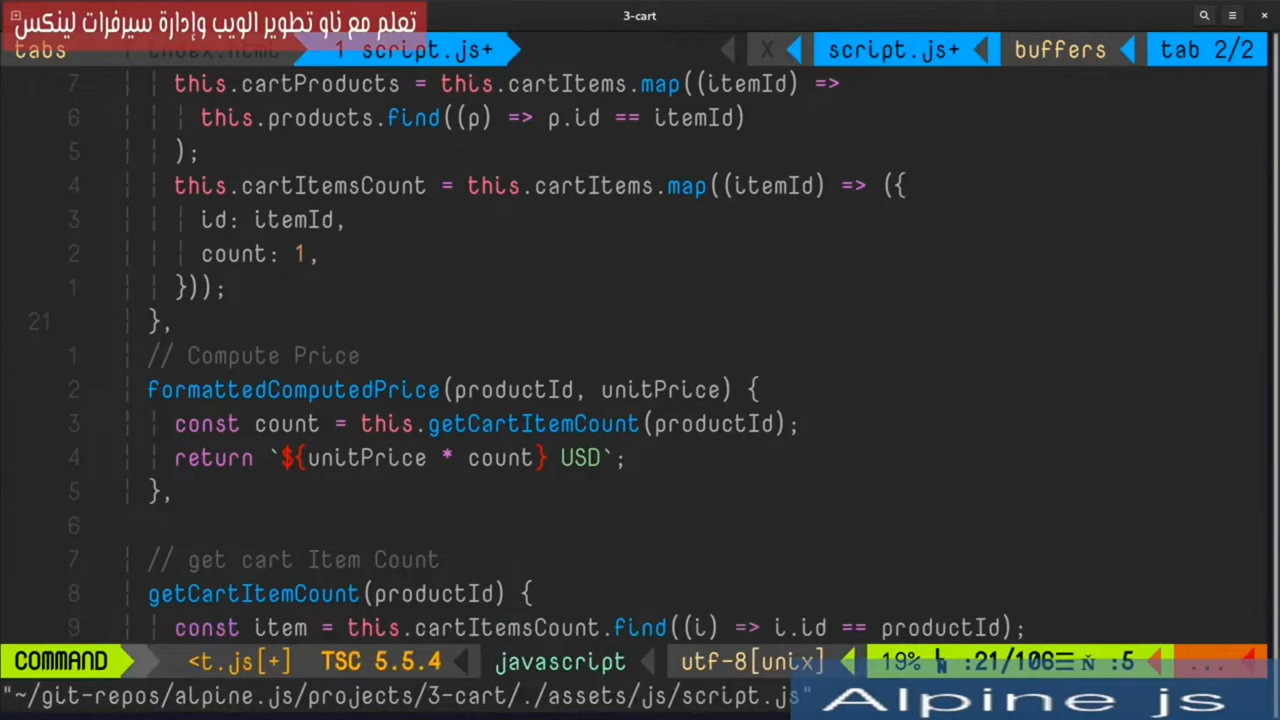 3-cart
تعلم مع ناو تطوير الويب وإدارة سيرفرات لينكس
tabs index.html 1 script.js+ X script.js+ buffers tab 2/2
7 this.cartProducts = this.cartItems.map((itemId) =>
6 this.products.find((p) => p.id == itemId)
5 );
4 this.cartItemsCount = this.cartItems.map((itemId) => ({
3 id: itemId,
2 count: 1,
1 }));
21 },
1 // Compute Price
2 formattedComputedPrice(productId, unitPrice) {
3 const count = this.getCartItemCount(productId);
4 return `${unitPrice * count} USD`;
5 },
6
7 // get cart Item Count
8 getCartItemCount(productId) {
9 const item = this.cartItemsCount.find((i) => i.id == productId);
COMMAND <t.js[+] TSC 5.5.4 javascript utf-8[unix] 19% :21/106☰ :5 ...
"~/git-repos/alpine.js/projects/3-cart/./assets/js/script.js"
Alpine js